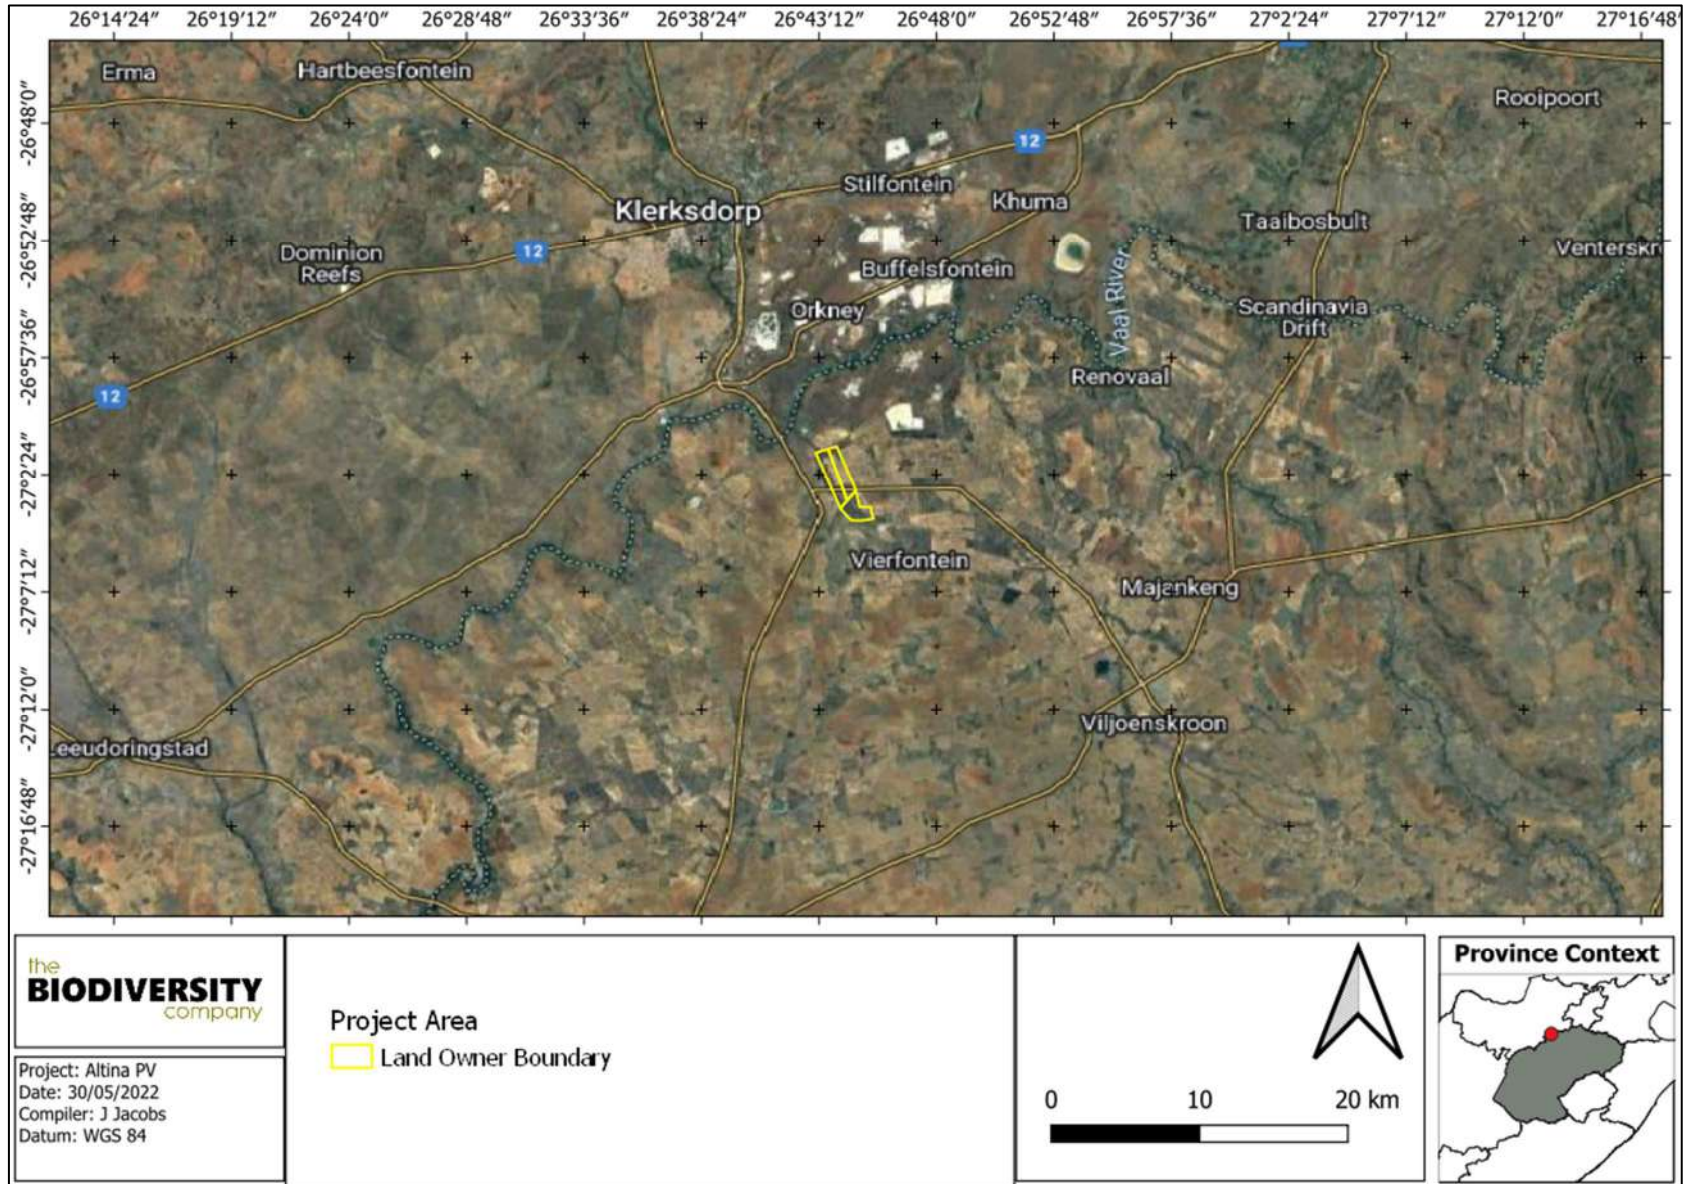 26°14′24″ 26°19′12″ 26°24′0″ 26°28′48″ 26°33′36″ 26°38′24″ 26°43′12″ 26°48′0″ 26°52′48″ 26°57′36″ 27°2′24″ 27°7′12″ 27°12′0″ 27°16′48″
-26°48′0″
-26°52′48″
-26°57′36″
-27°2′24″
-27°7′12″
-27°12′0″
-27°16′48″
Erma
Hartbeesfontein
Rooipoort
12
Stilfontein
Khuma
Klerksdorp
Taaibosbult
Dominion
Reefs
12
Venterskr
Buffelsfontein
Vaal River
Orkney
Scandinavia
Drift
Renovaal
12
Vierfontein
Majankeng
Viljoenskroon
eeudoringstad
the
BIODIVERSITY
company
Project: Altina PV
Date: 30/05/2022
Compiler: J Jacobs
Datum: WGS 84
Project Area
Land Owner Boundary
0 10 20 km
Province Context